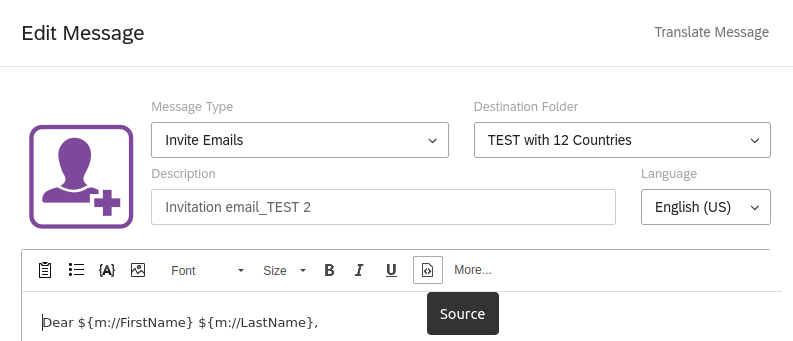 Edit Message
Translate Message
Message Type
Destination Folder
Invite Emails
TEST with 12 Countries
Description
Language
Invitation email_TEST 2
English (US)
{A}
Font
Size
B
I
U
More...
Source
Dear ${m://FirstName} ${m://LastName},